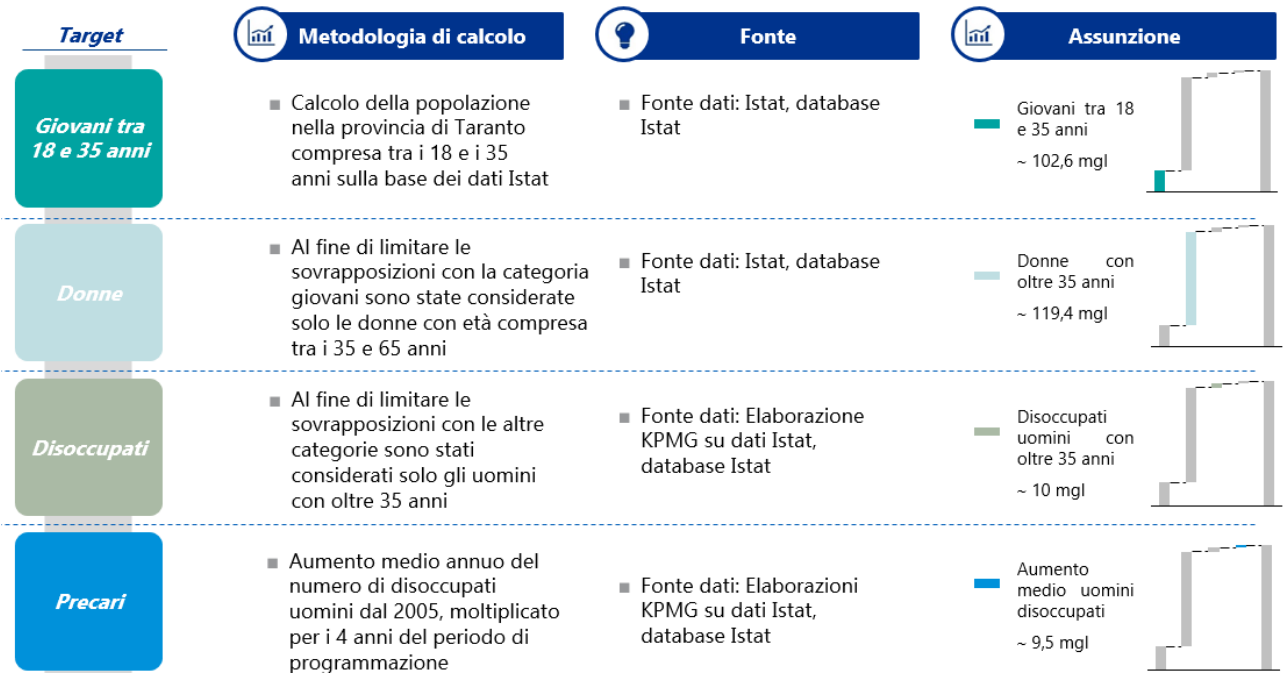 Target
Metodologia di calcolo
Fonte
Assunzione
Giovani tra
18 e 35 anni
■ Calcolo della popolazione
nella provincia di Taranto
compresa tra i 18 e i 35
anni sulla base dei dati Istat
■ Fonte dati: Istat, database
Istat
Giovani tra 18
e 35 anni
~ 102,6 mgl
Donne
■ Al fine di limitare le
sovrapposizioni con la categoria
giovani sono state considerate
solo le donne con età compresa
tra i 35 e 65 anni
■ Fonte dati: Istat, database
Istat
Donne con
oltre 35 anni
~ 119,4 mgl
Disoccupati
■ Al fine di limitare le
sovrapposizioni con le altre
categorie sono stati
considerati solo gli uomini
con oltre 35 anni
■ Fonte dati: Elaborazione
KPMG su dati Istat,
database Istat
Disoccupati
uomini con
oltre 35 anni
~ 10 mgl
Precari
■ Aumento medio annuo del
numero di disoccupati
uomini dal 2005, moltiplicato
per i 4 anni del periodo di
programmazione
■ Fonte dati: Elaborazioni
KPMG su dati Istat,
database Istat
Aumento
medio uomini
disoccupati
~ 9,5 mgl